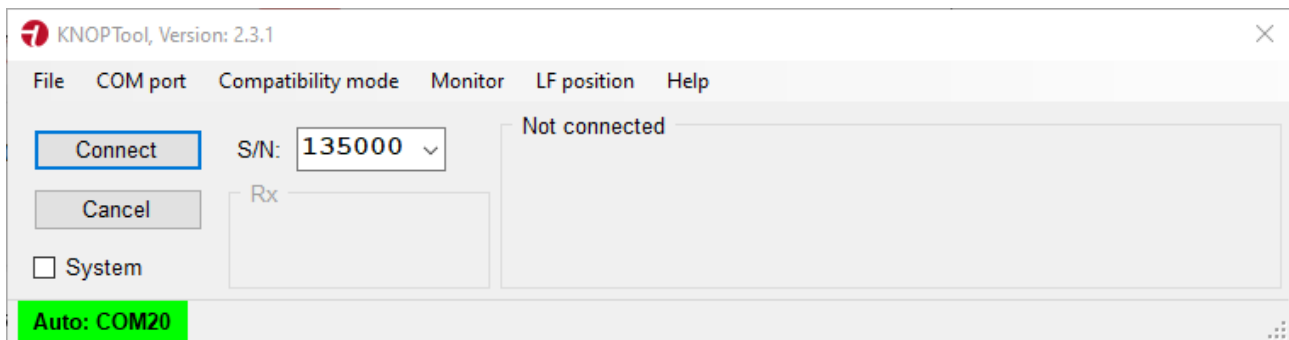 KNOPTool, Version: 2.3.1
File COM port Compatibility mode Monitor LF position Help
Connect S/N: 135000 Not connected
Cancel Rx
System
Auto: COM20